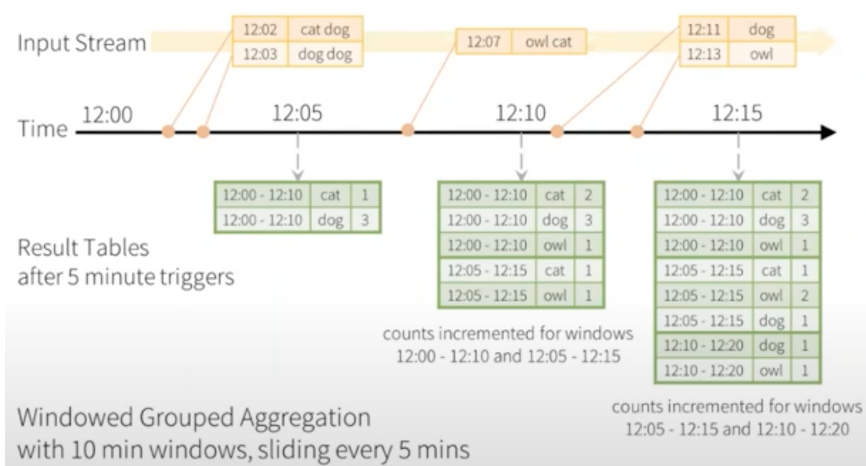 Input Stream
12:02 cat dog
12:03 dog dog
12:07 owl cat
12:11 dog
12:13 owl
Time
12:00
12:05
12:10
12:15
Result Tables
after 5 minute triggers
12:00 - 12:10 cat 1
12:00 - 12:10 dog 3
12:00 - 12:10 cat 2
12:00 - 12:10 dog 3
12:00 - 12:10 owl 1
12:05 - 12:15 cat 1
12:05 - 12:15 owl 1
counts incremented for windows
12:00 - 12:10 and 12:05 - 12:15
12:00 - 12:10 cat 2
12:00 - 12:10 dog 3
12:00 - 12:10 owl 1
12:05 - 12:15 cat 1
12:05 - 12:15 owl 2
12:05 - 12:15 dog 1
12:10 - 12:20 dog 1
12:10 - 12:20 owl 1
counts incremented for windows
12:05 - 12:15 and 12:10 - 12:20
Windowed Grouped Aggregation
with 10 min windows, sliding every 5 mins